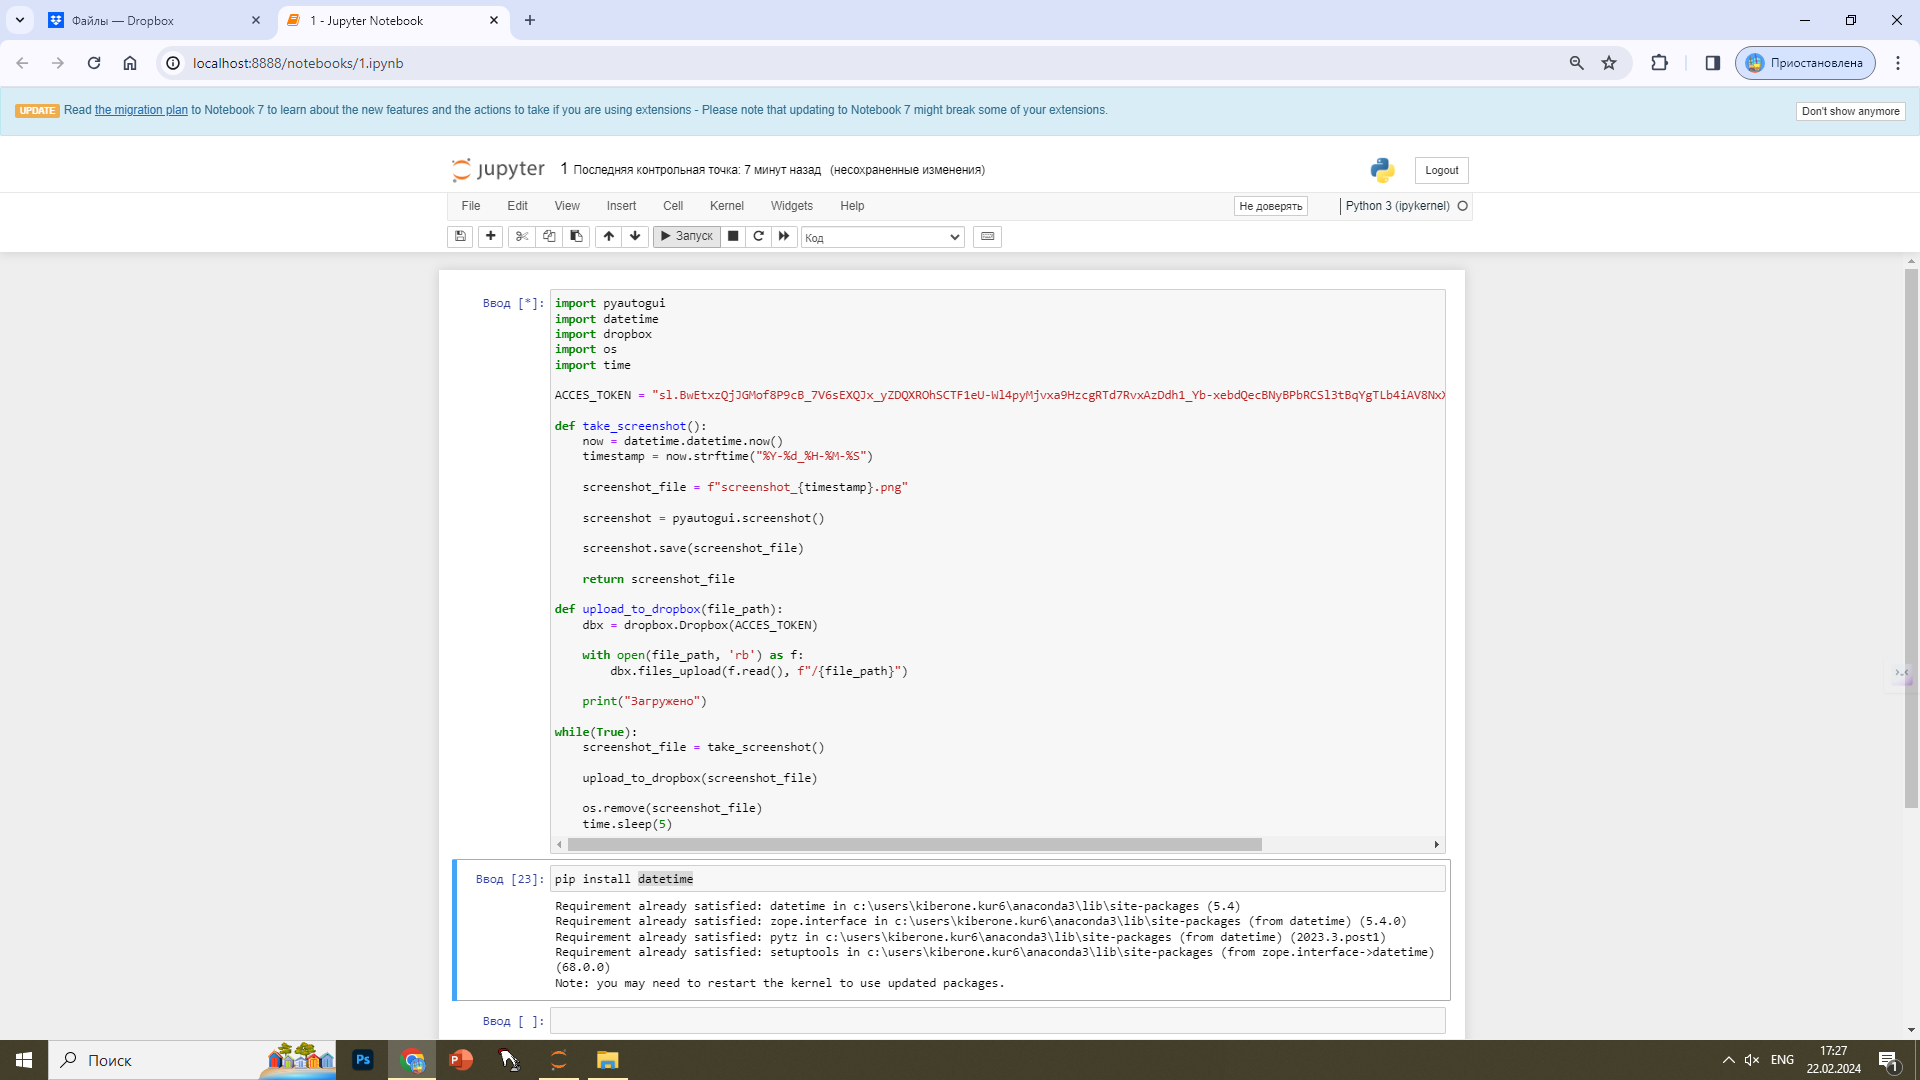 Файлы — Dropbox
1 - Jupyter Notebook
localhost:8888/notebooks/1.ipynb
Приостановлена
UPDATE Read the migration plan to Notebook 7 to learn about the new features and the actions to take if you are using extensions - Please note that updating to Notebook 7 might break some of your extensions.
Don't show anymore
jupyter 1 Последняя контрольная точка: 7 минут назад (несохраненные изменения)
Logout
File Edit View Insert Cell Kernel Widgets Help
Не доверять
Python 3 (ipykernel)
Запуск
Код
Ввод [*]:
import pyautogui
import datetime
import dropbox
import os
import time
ACCES_TOKEN = "sl.BwEtxzQjJGMof8P9cB_7V6sEXQJx_yZDQXROhSCTF1eU-Wl4pyMjvxa9HzcgRTd7RvxAzDdh1_Yb-xebdQecBNyBPbRCSl3tBqYgTLb4iAV8NxX
def take_screenshot():
    now = datetime.datetime.now()
    timestamp = now.strftime("%Y-%d_%H-%M-%S")
    screenshot_file = f"screenshot_{timestamp}.png"
    screenshot = pyautogui.screenshot()
    screenshot.save(screenshot_file)
    return screenshot_file
def upload_to_dropbox(file_path):
    dbx = dropbox.Dropbox(ACCES_TOKEN)
    with open(file_path, 'rb') as f:
        dbx.files_upload(f.read(), f"/{file_path}")
    print("Загружено")
while(True):
    screenshot_file = take_screenshot()
    upload_to_dropbox(screenshot_file)
    os.remove(screenshot_file)
    time.sleep(5)
Ввод [23]:
pip install datetime
Requirement already satisfied: datetime in c:\users\kiberone.kur6\anaconda3\lib\site-packages (5.4)
Requirement already satisfied: zope.interface in c:\users\kiberone.kur6\anaconda3\lib\site-packages (from datetime) (5.4.0)
Requirement already satisfied: pytz in c:\users\kiberone.kur6\anaconda3\lib\site-packages (from datetime) (2023.3.post1)
Requirement already satisfied: setuptools in c:\users\kiberone.kur6\anaconda3\lib\site-packages (from zope.interface->datetime)
(68.0.0)
Note: you may need to restart the kernel to use updated packages.
Ввод [ ]:
Поиск
Ps
ENG
17:27
22.02.2024
1